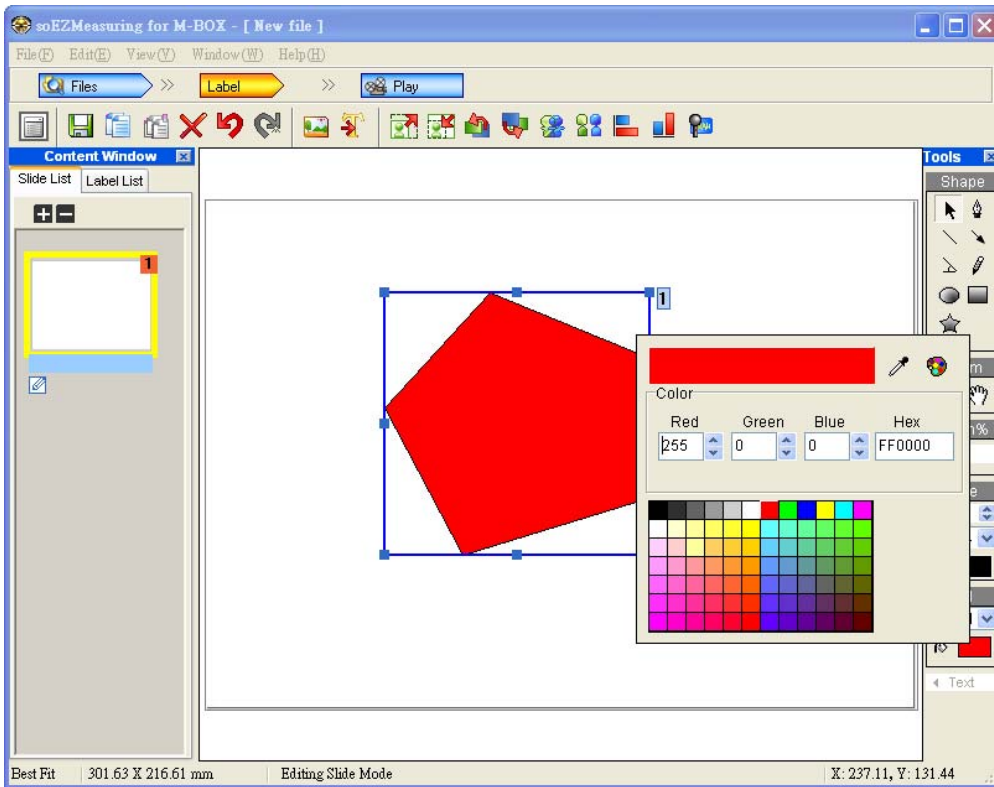 soEZMeasuring for M-BOX - [ New file ]
File(F) Edit(E) View(V) Window(W) Help(H)
Files >> Label >> Play
Content Window
Tools
Slide List Label List
Shape
1
1
Color
Red Green Blue Hex
255 0 0 FF0000
Text
Best Fit 301.63 X 216.61 mm Editing Slide Mode X: 237.11, Y: 131.44